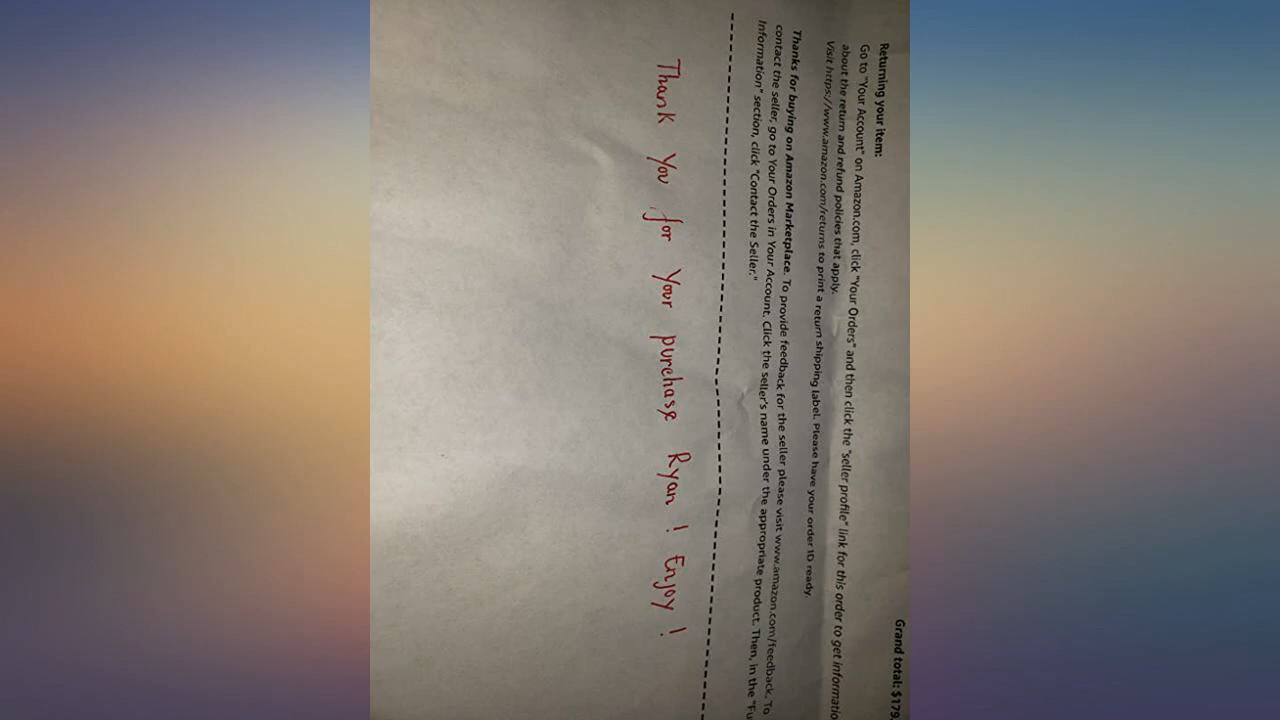 Grand total: $179.
Returning your item:
Go to "Your Account" on Amazon.com, click "Your Orders" and then click the "seller profile" link for this order to get informatio
about the return and refund policies that apply.
Visit https://www.amazon.com/returns to print a return shipping label. Please have your order ID ready.
Thanks for buying on Amazon Marketplace. To provide feedback for the seller please visit www.amazon.com/feedback. To
contact the seller, go to Your Orders in Your Account. Click the seller's name under the appropriate product. Then, in the "Fu
Information" section, click "Contact the Seller."
Thank You for Your purchase Ryan! Enjoy!